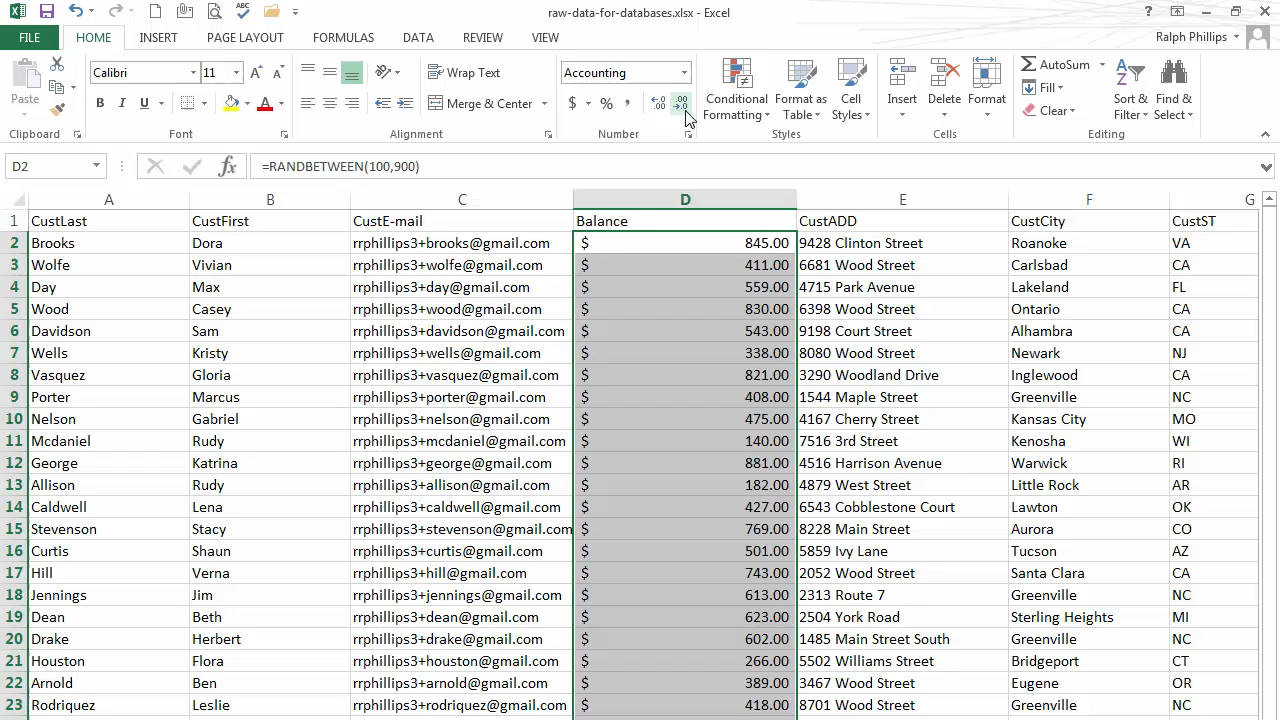 raw-data-for-databases.xlsx - Excel
FILE HOME INSERT PAGE LAYOUT FORMULAS DATA REVIEW VIEW Ralph Phillips
Paste
Calibri 11
B I U
Wrap Text
Merge & Center
Accounting
$ % ,
Conditional Formatting
Format as Table
Cell Styles
Insert
Delete
Format
AutoSum
Fill
Clear
Sort & Filter
Find & Select
Clipboard Font Alignment Number Styles Cells Editing
D2 fx =RANDBETWEEN(100,900)
A B C D E F G
1 CustLast CustFirst CustE-mail Balance CustADD CustCity CustST
2 Brooks Dora rrphillips3+brooks@gmail.com $ 845.00 9428 Clinton Street Roanoke VA
3 Wolfe Vivian rrphillips3+wolfe@gmail.com $ 411.00 6681 Wood Street Carlsbad CA
4 Day Max rrphillips3+day@gmail.com $ 559.00 4715 Park Avenue Lakeland FL
5 Wood Casey rrphillips3+wood@gmail.com $ 830.00 6398 Wood Street Ontario CA
6 Davidson Sam rrphillips3+davidson@gmail.com $ 543.00 9198 Court Street Alhambra CA
7 Wells Kristy rrphillips3+wells@gmail.com $ 338.00 8080 Wood Street Newark NJ
8 Vasquez Gloria rrphillips3+vasquez@gmail.com $ 821.00 3290 Woodland Drive Inglewood CA
9 Porter Marcus rrphillips3+porter@gmail.com $ 408.00 1544 Maple Street Greenville NC
10 Nelson Gabriel rrphillips3+nelson@gmail.com $ 475.00 4167 Cherry Street Kansas City MO
11 Mcdaniel Rudy rrphillips3+mcdaniel@gmail.com $ 140.00 7516 3rd Street Kenosha WI
12 George Katrina rrphillips3+george@gmail.com $ 881.00 4516 Harrison Avenue Warwick RI
13 Allison Rudy rrphillips3+allison@gmail.com $ 182.00 4879 West Street Little Rock AR
14 Caldwell Lena rrphillips3+caldwell@gmail.com $ 427.00 6543 Cobblestone Court Lawton OK
15 Stevenson Stacy rrphillips3+stevenson@gmail.com $ 769.00 8228 Main Street Aurora CO
16 Curtis Shaun rrphillips3+curtis@gmail.com $ 501.00 5859 Ivy Lane Tucson AZ
17 Hill Verna rrphillips3+hill@gmail.com $ 743.00 2052 Wood Street Santa Clara CA
18 Jennings Jim rrphillips3+jennings@gmail.com $ 613.00 2313 Route 7 Greenville NC
19 Dean Beth rrphillips3+dean@gmail.com $ 623.00 2504 York Road Sterling Heights MI
20 Drake Herbert rrphillips3+drake@gmail.com $ 602.00 1485 Main Street South Greenville NC
21 Houston Flora rrphillips3+houston@gmail.com $ 266.00 5502 Williams Street Bridgeport CT
22 Arnold Ben rrphillips3+arnold@gmail.com $ 389.00 3467 Wood Street Eugene OR
23 Rodriquez Leslie rrphillips3+rodriquez@gmail.com $ 418.00 8701 Wood Street Greenville NC